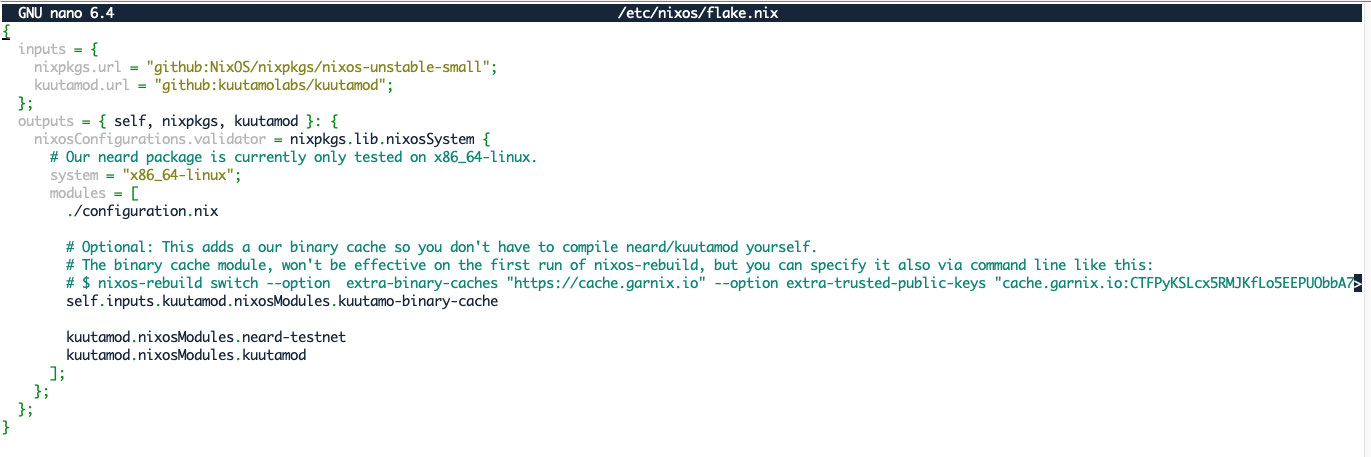 GNU nano 6.4 /etc/nixos/flake.nix
{
  inputs = {
    nixpkgs.url = "github:NixOS/nixpkgs/nixos-unstable-small";
    kuutamod.url = "github:kuutamolabs/kuutamod";
  };
  outputs = { self, nixpkgs, kuutamod }: {
    nixosConfigurations.validator = nixpkgs.lib.nixosSystem {
      # Our neard package is currently only tested on x86_64-linux.
      system = "x86_64-linux";
      modules = [
        ./configuration.nix
        # Optional: This adds a our binary cache so you don't have to compile neard/kuutamod yourself.
        # The binary cache module, won't be effective on the first run of nixos-rebuild, but you can specify it also via command line like this:
        # $ nixos-rebuild switch --option  extra-binary-caches "https://cache.garnix.io" --option extra-trusted-public-keys "cache.garnix.io:CTFPyKSLcx5RMJKfLo5EEPUObbA7>
        self.inputs.kuutamod.nixosModules.kuutamo-binary-cache
        kuutamod.nixosModules.neard-testnet
        kuutamod.nixosModules.kuutamod
      ];
    };
  };
}